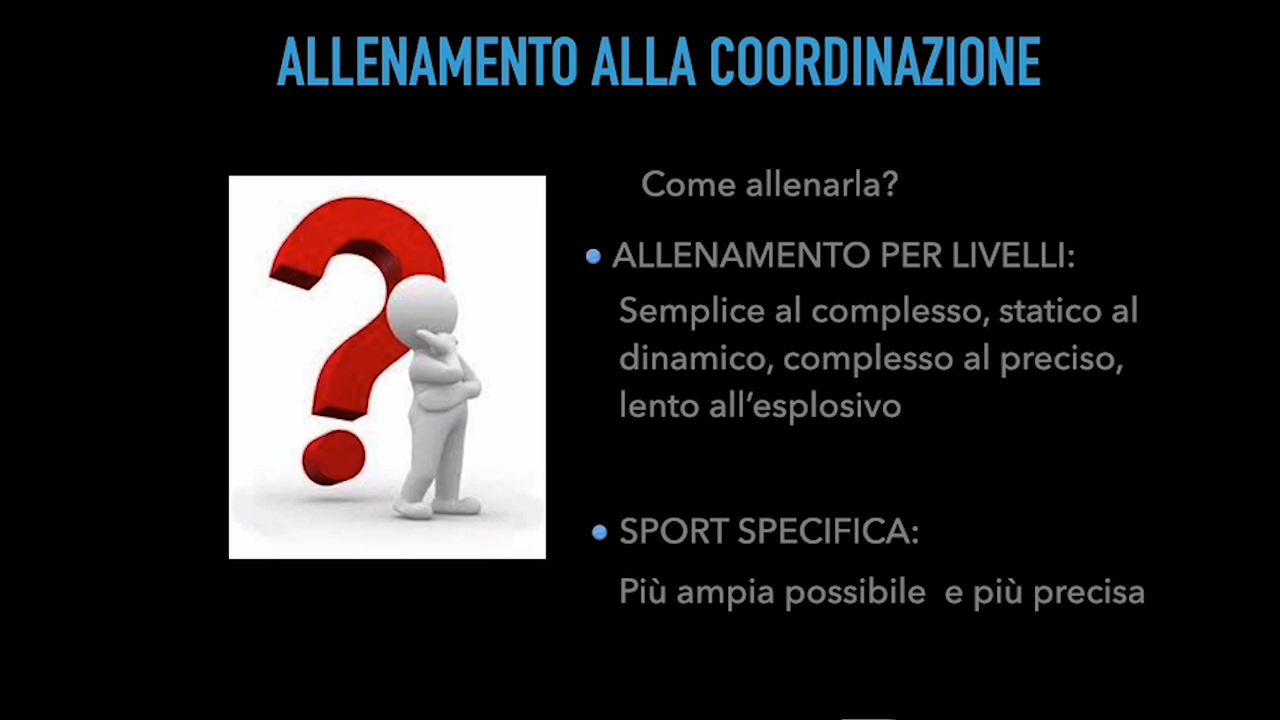 ALLENAMENTO ALLA COORDINAZIONE
Come allenarla?
ALLENAMENTO PER LIVELLI:
Semplice al complesso, statico al
dinamico, complesso al preciso,
lento all’esplosivo
SPORT SPECIFICA:
Più ampia possibile e più precisa